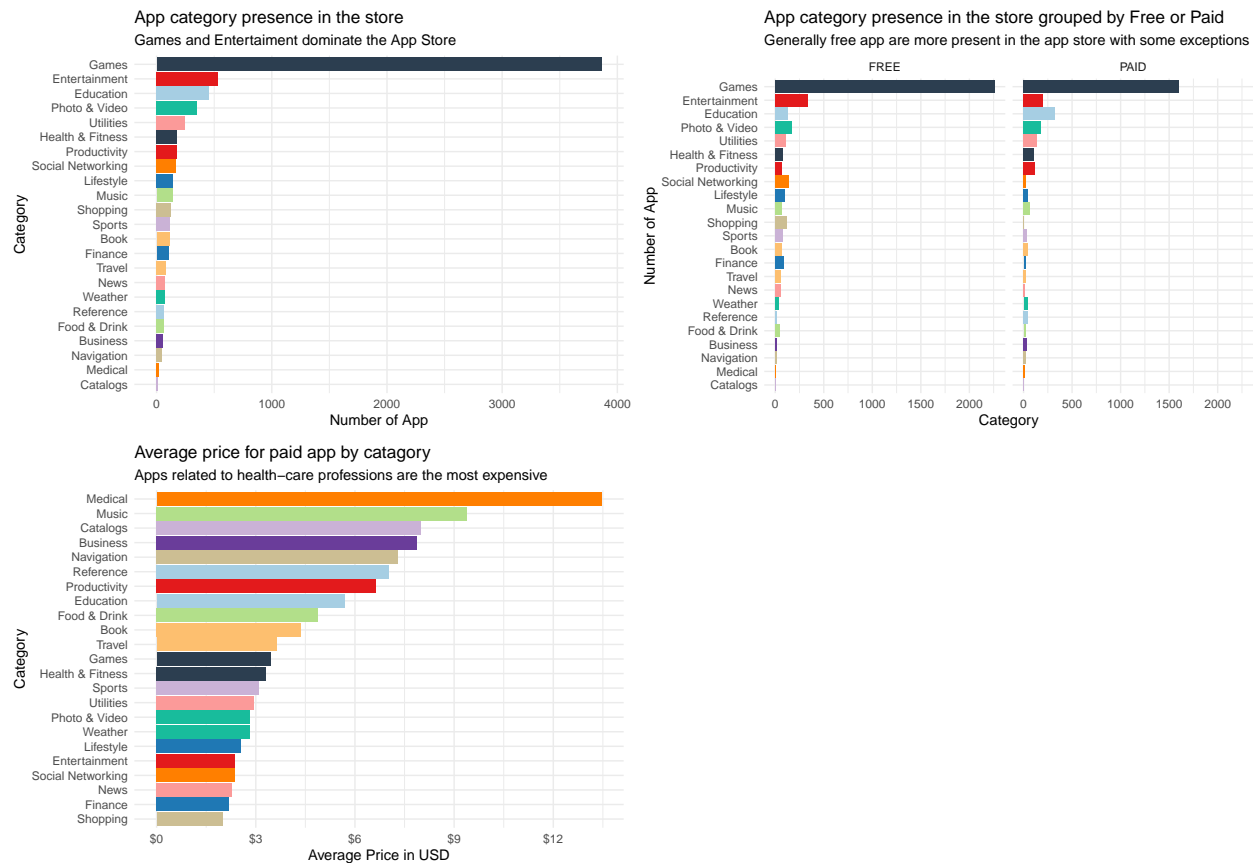 App category presence in the store
Games and Entertaiment dominate the App Store
Category
Games
Entertainment
Education
Photo & Video
Utilities
Health & Fitness
Productivity
Social Networking
Lifestyle
Music
Shopping
Sports
Book
Finance
Travel
News
Weather
Reference
Food & Drink
Business
Navigation
Medical
Catalogs
0 1000 2000 3000 4000
Number of App
App category presence in the store grouped by Free or Paid
Generally free app are more present in the app store with some exceptions
FREE PAID
Number of App
Games
Entertainment
Education
Photo & Video
Utilities
Health & Fitness
Productivity
Social Networking
Lifestyle
Music
Shopping
Sports
Book
Finance
Travel
News
Weather
Reference
Food & Drink
Business
Navigation
Medical
Catalogs
0 500 1000 1500 2000 0 500 1000 1500 2000
Category
Average price for paid app by catagory
Apps related to health−care professions are the most expensive
Category
Medical
Music
Catalogs
Business
Navigation
Reference
Productivity
Education
Food & Drink
Book
Travel
Games
Health & Fitness
Sports
Utilities
Photo & Video
Weather
Lifestyle
Entertainment
Social Networking
News
Finance
Shopping
$0 $3 $6 $9 $12
Average Price in USD